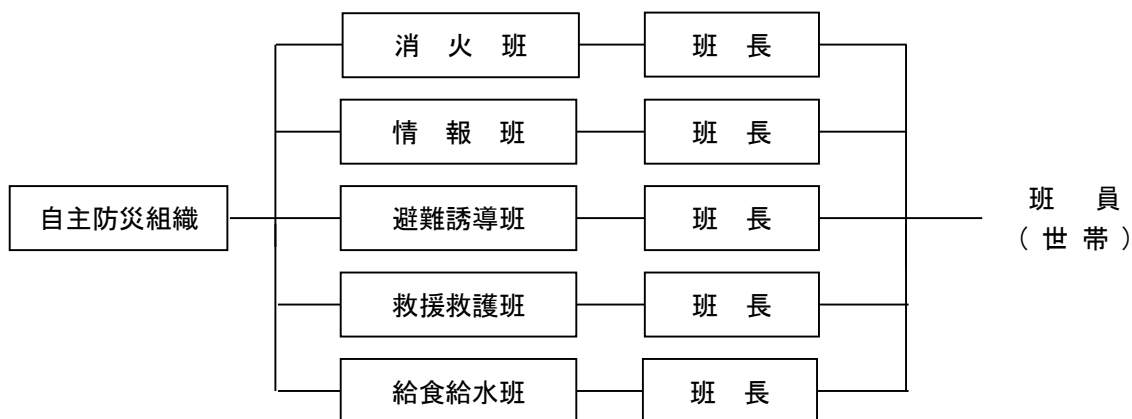 消 火 班
班 長
情 報 班
班 長
自主防災組織
避難誘導班
班 長
班 員
（ 世 帯 ）
救援救護班
班 長
給食給水班
班 長